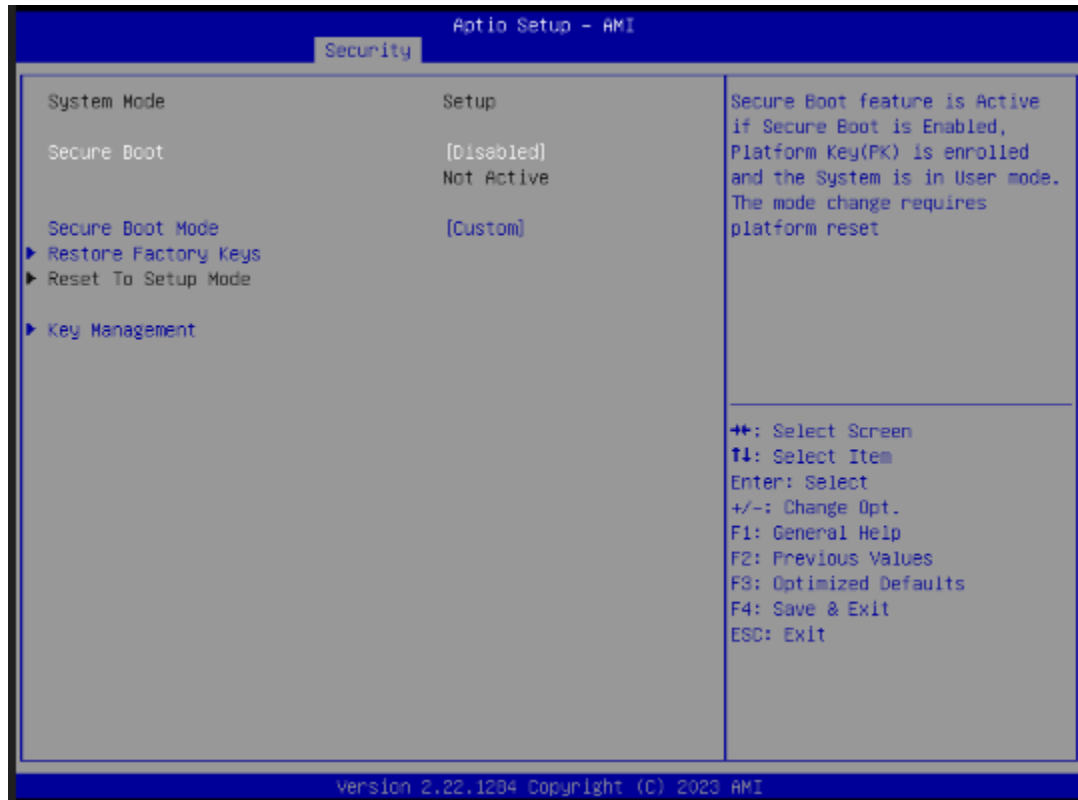 Aptio Setup – AMI
Security
System Mode Setup
Secure Boot [Disabled]
Not Active
Secure Boot Mode [Custom]
▶ Restore Factory Keys
▶ Reset To Setup Mode
▶ Key Management
Secure Boot feature is Active
if Secure Boot is Enabled,
Platform Key(PK) is enrolled
and the System is in User mode.
The mode change requires
platform reset
→←: Select Screen
↑↓: Select Item
Enter: Select
+/-: Change Opt.
F1: General Help
F2: Previous Values
F3: Optimized Defaults
F4: Save & Exit
ESC: Exit
Version 2.22.1284 Copyright (C) 2023 AMI